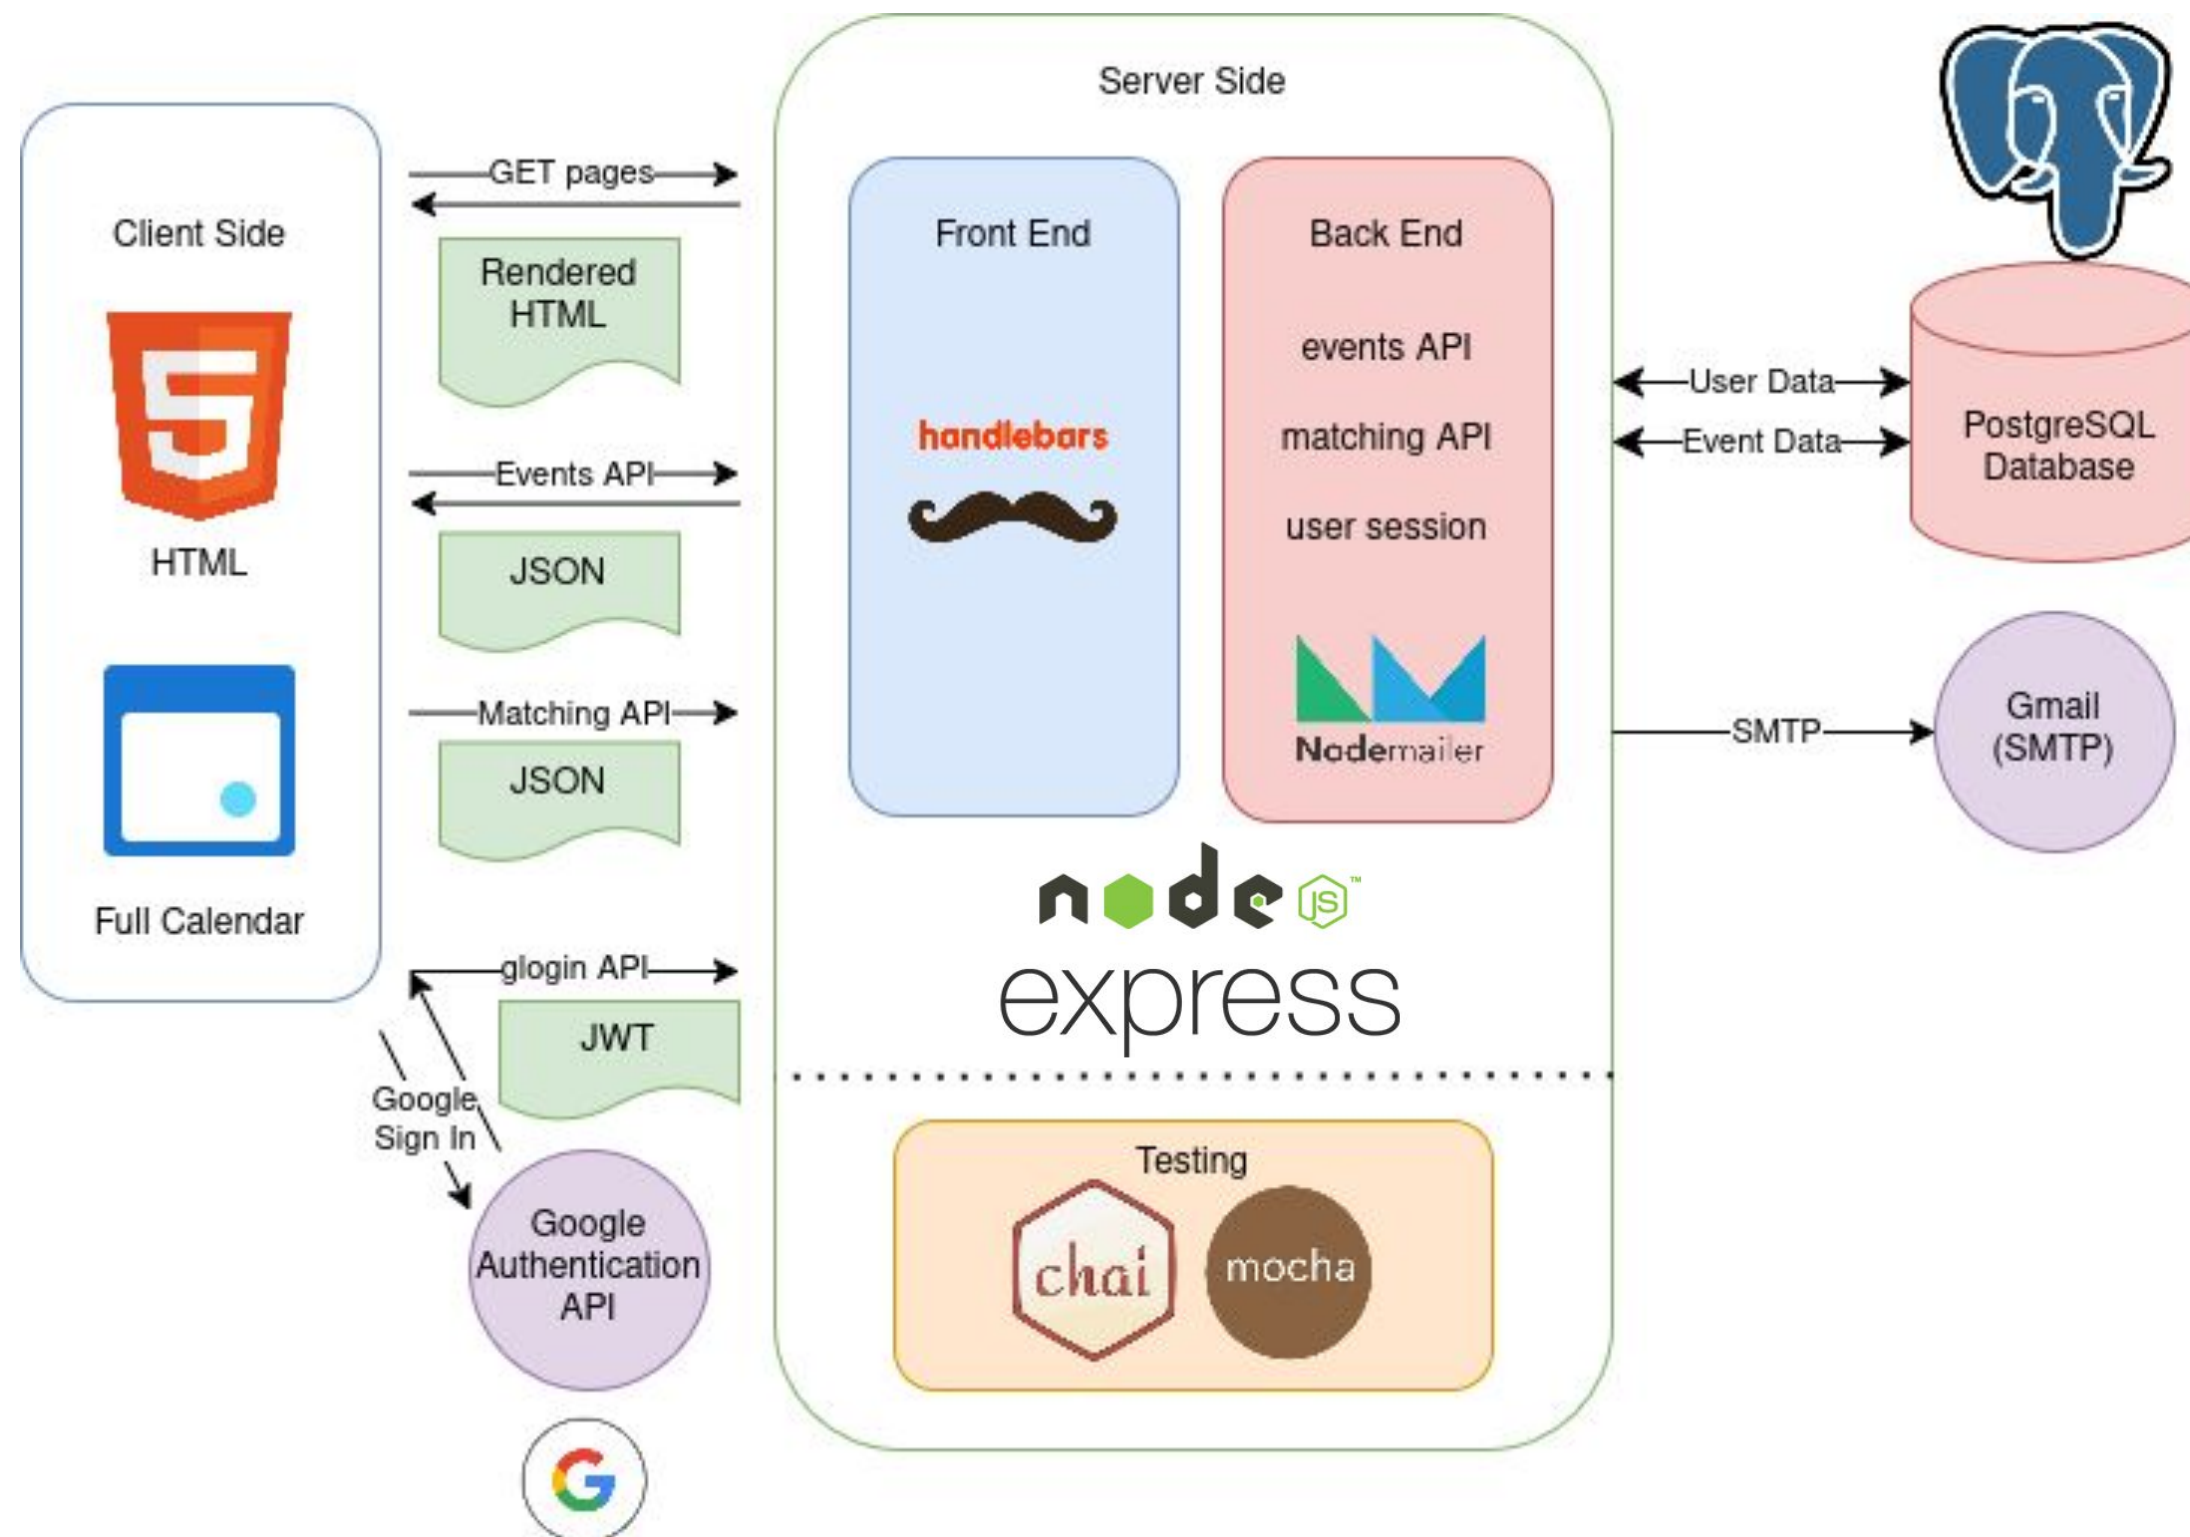 Server Side
Client Side
HTML
Full Calendar
GET pages
Rendered
HTML
Events API
JSON
Matching API
JSON
glogin API
JWT
Google
Sign In
Google
Authentication
API
G
Front End
handlebars
Back End
events API
matching API
user session
Nodemailer
node JS™
express
Testing
chai
mocha
User Data
Event Data
PostgreSQL
Database
SMTP
Gmail
(SMTP)